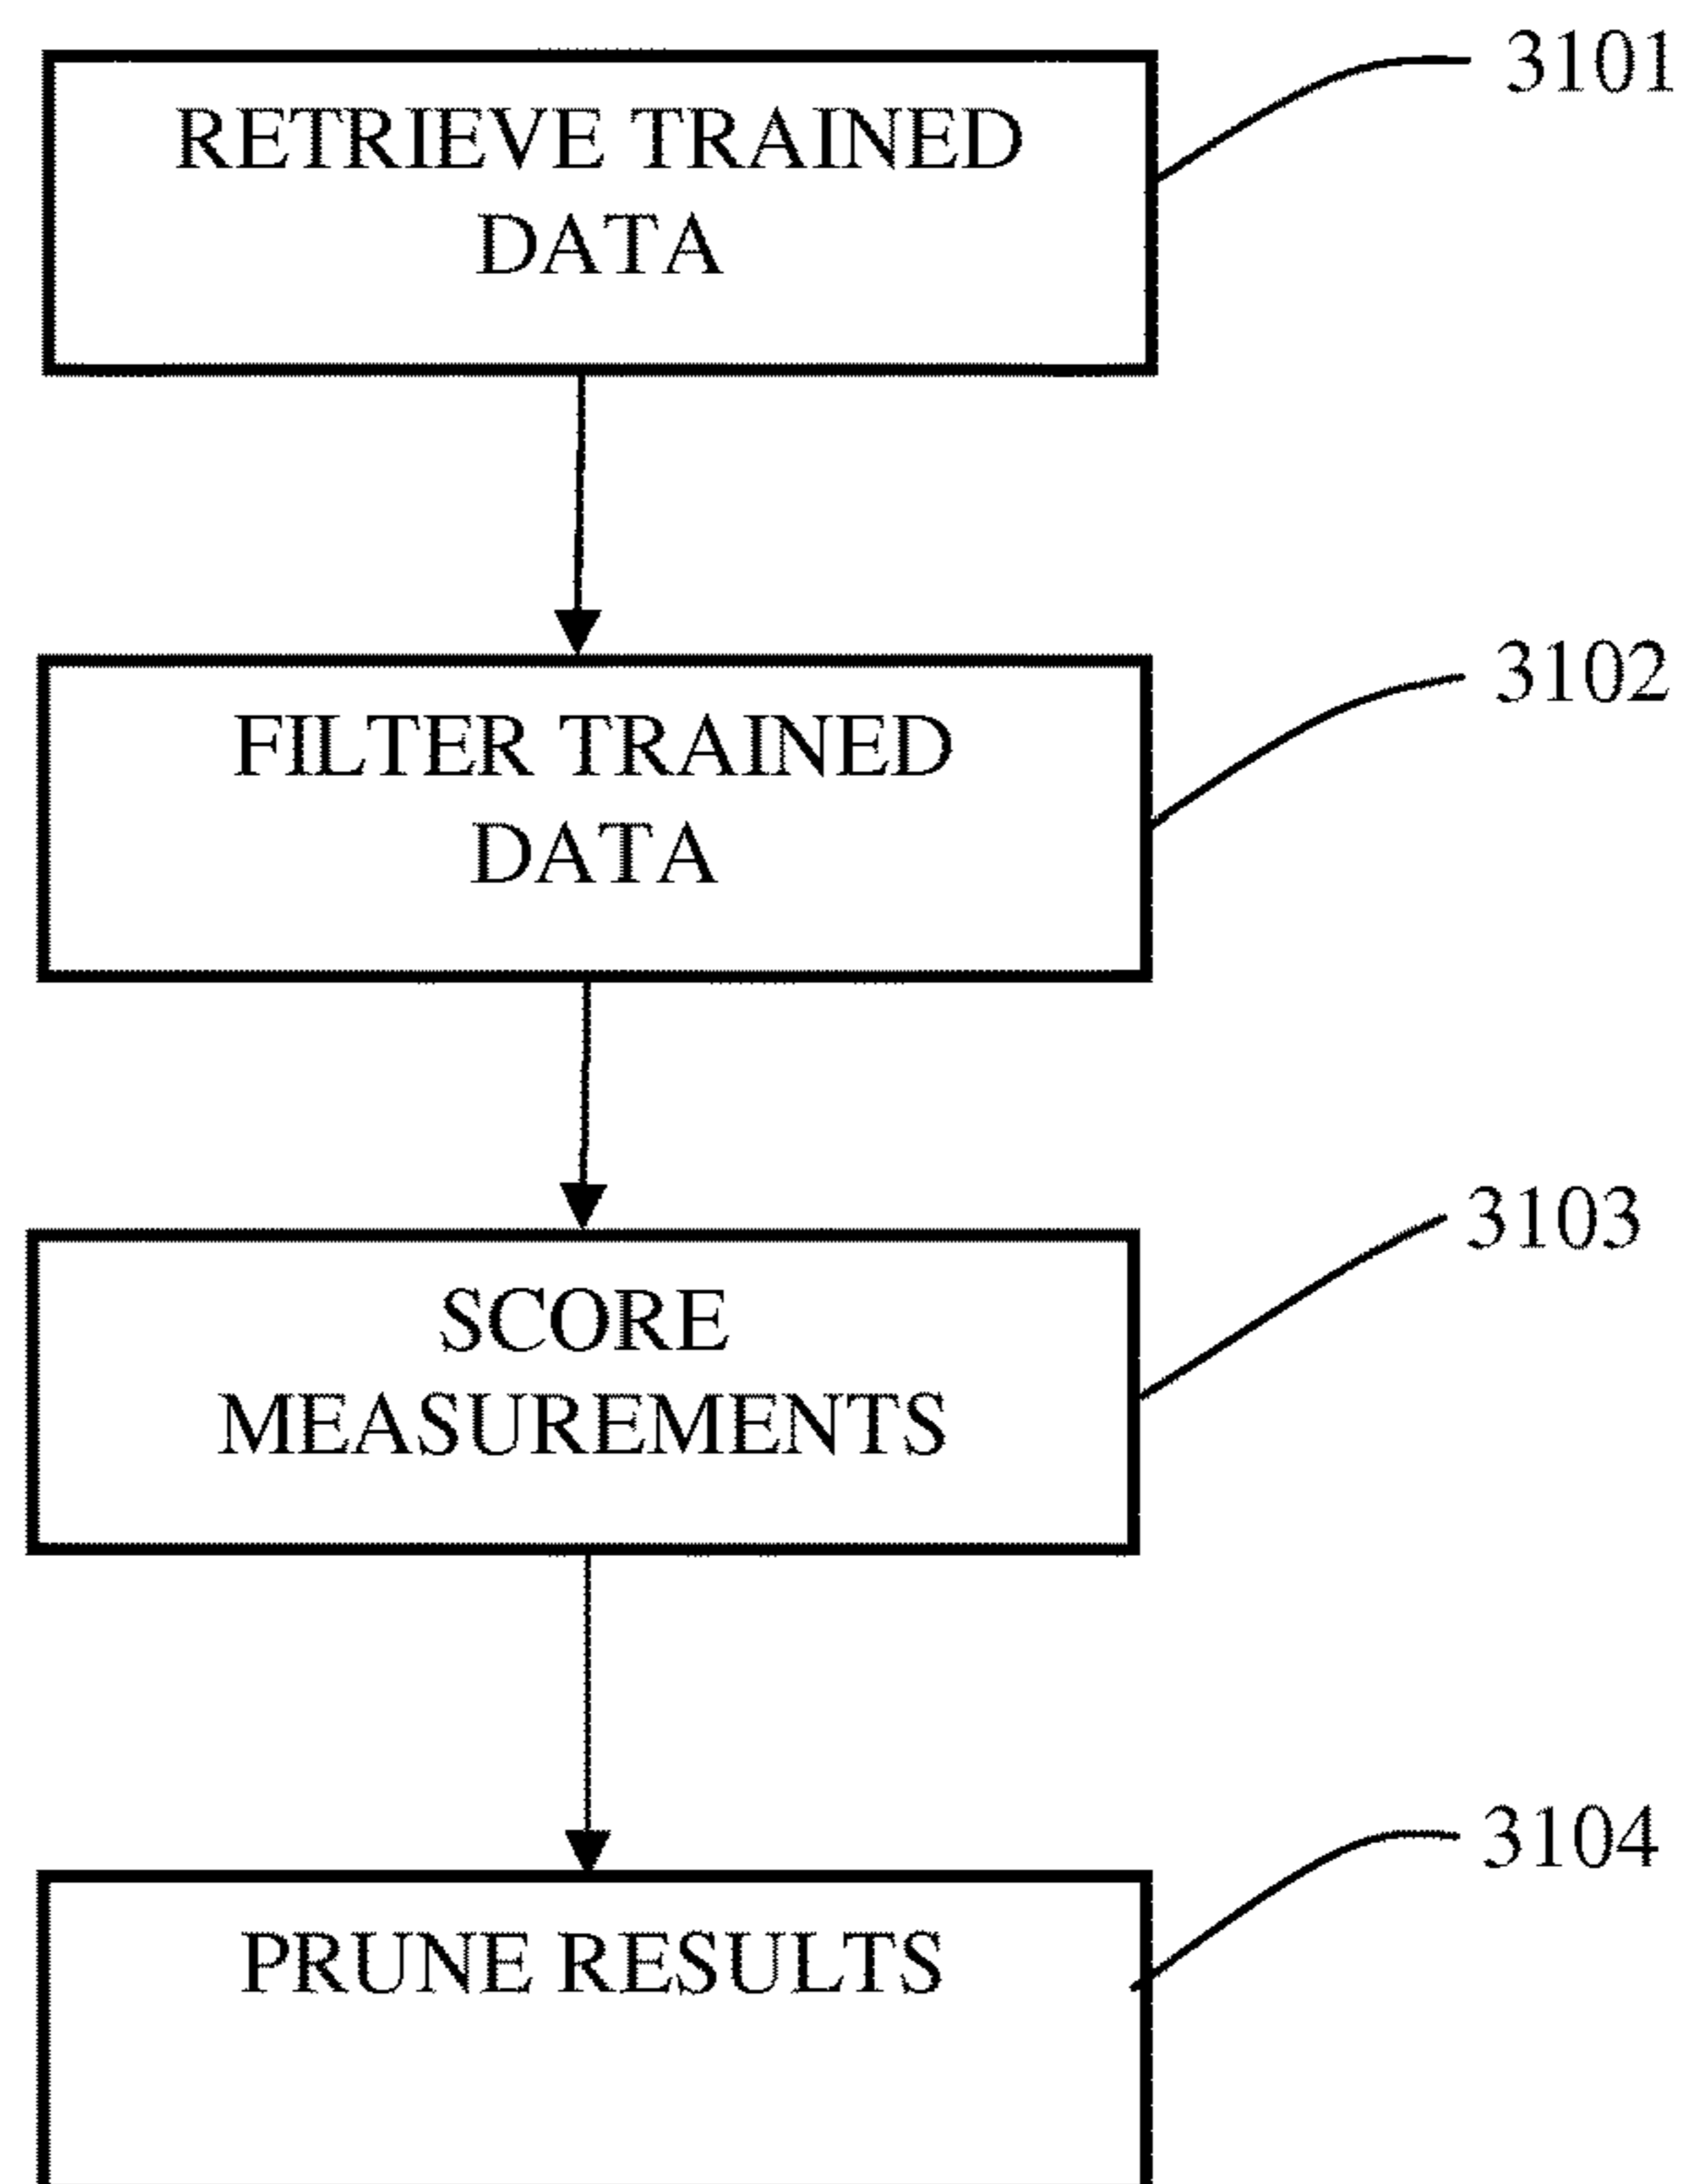 3101
RETRIEVE TRAINED
DATA
3102
FILTER TRAINED
DATA
3103
SCORE
MEASUREMENTS
3104
PRUNE RESULTS